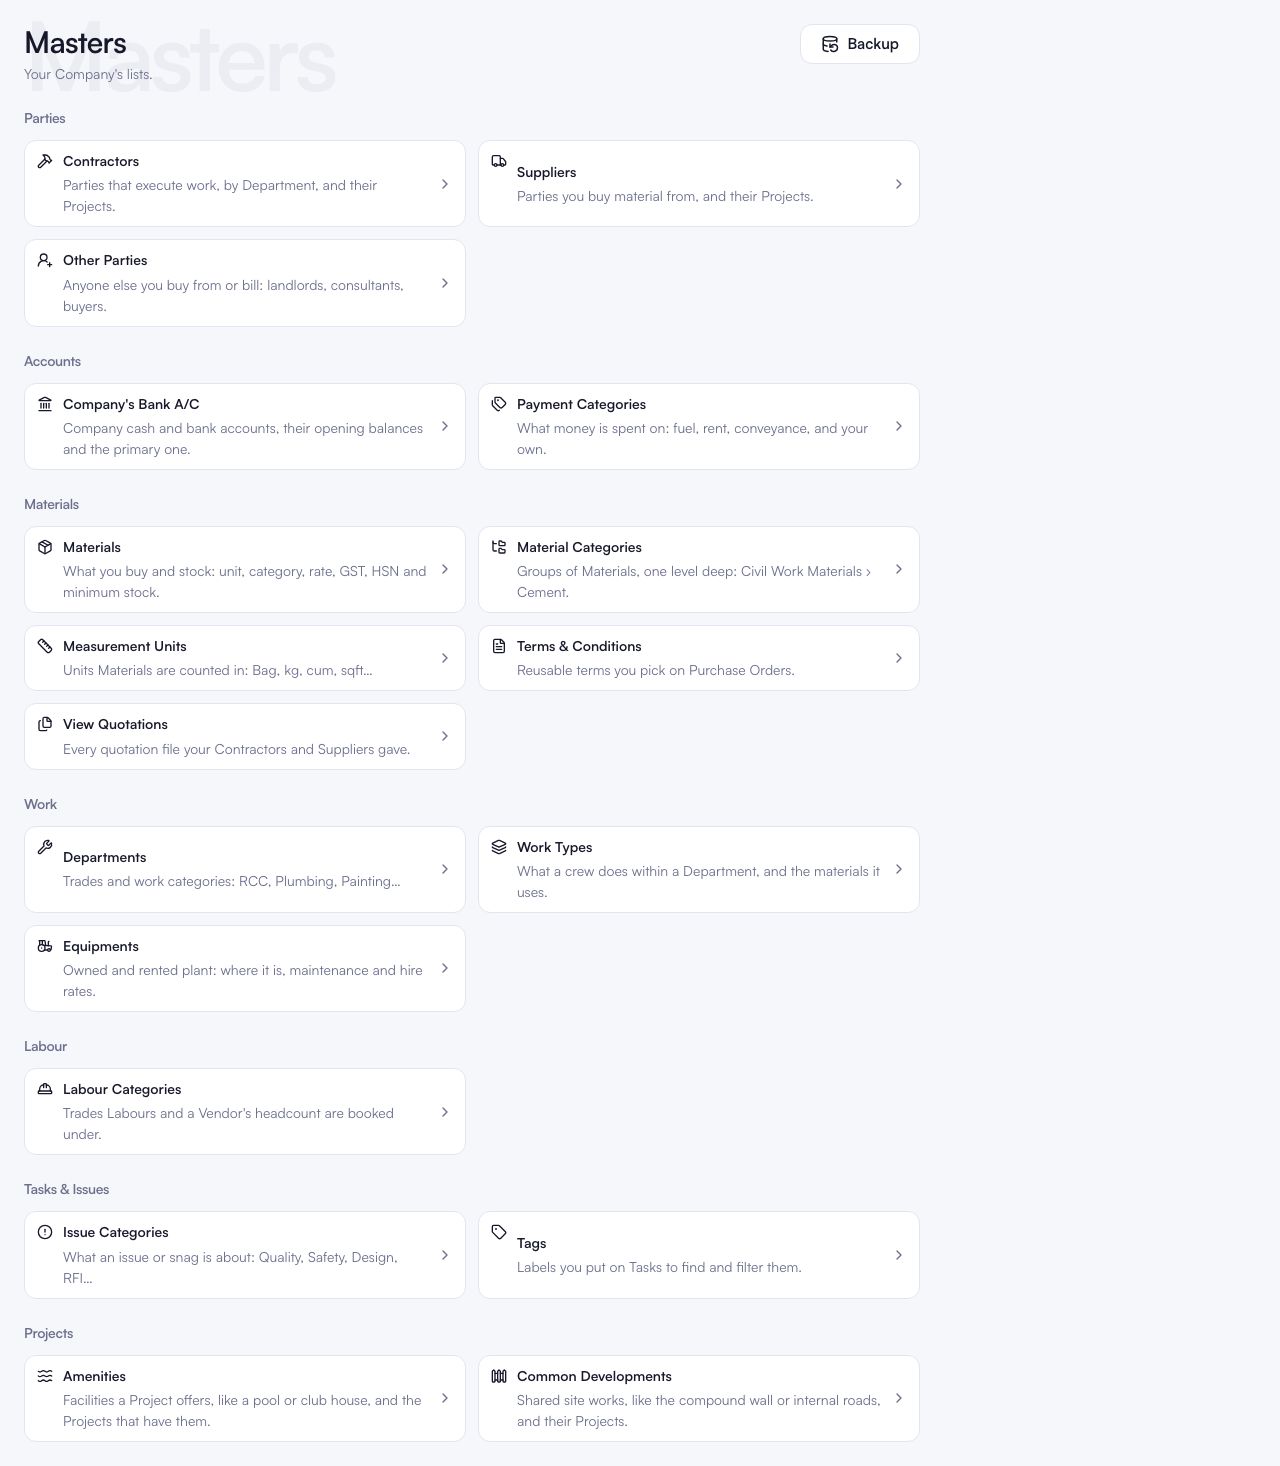 Masters
Masters
Backup
Your Company's lists.
Parties
Contractors
Parties that execute work, by Department, and their
Projects.
Suppliers
Parties you buy material from, and their Projects.
Other Parties
Anyone else you buy from or bill: landlords, consultants,
buyers.
Accounts
Company's Bank A/C
Company cash and bank accounts, their opening balances
and the primary one.
Payment Categories
What money is spent on: fuel, rent, conveyance, and your
own.
Materials
Materials
What you buy and stock: unit, category, rate, GST, HSN and
minimum stock.
Material Categories
Groups of Materials, one level deep: Civil Work Materials ›
Cement.
Measurement Units
Units Materials are counted in: Bag, kg, cum, sqft...
Terms & Conditions
Reusable terms you pick on Purchase Orders.
View Quotations
Every quotation file your Contractors and Suppliers gave.
Work
Departments
Trades and work categories: RCC, Plumbing, Painting...
Work Types
What a crew does within a Department, and the materials it
uses.
Equipments
Owned and rented plant: where it is, maintenance and hire
rates.
Labour
Labour Categories
Trades Labours and a Vendor's headcount are booked
under.
Tasks & Issues
Issue Categories
What an issue or snag is about: Quality, Safety, Design,
RFI...
Tags
Labels you put on Tasks to find and filter them.
Projects
Amenities
Facilities a Project offers, like a pool or club house, and the
Projects that have them.
Common Developments
Shared site works, like the compound wall or internal roads,
and their Projects.